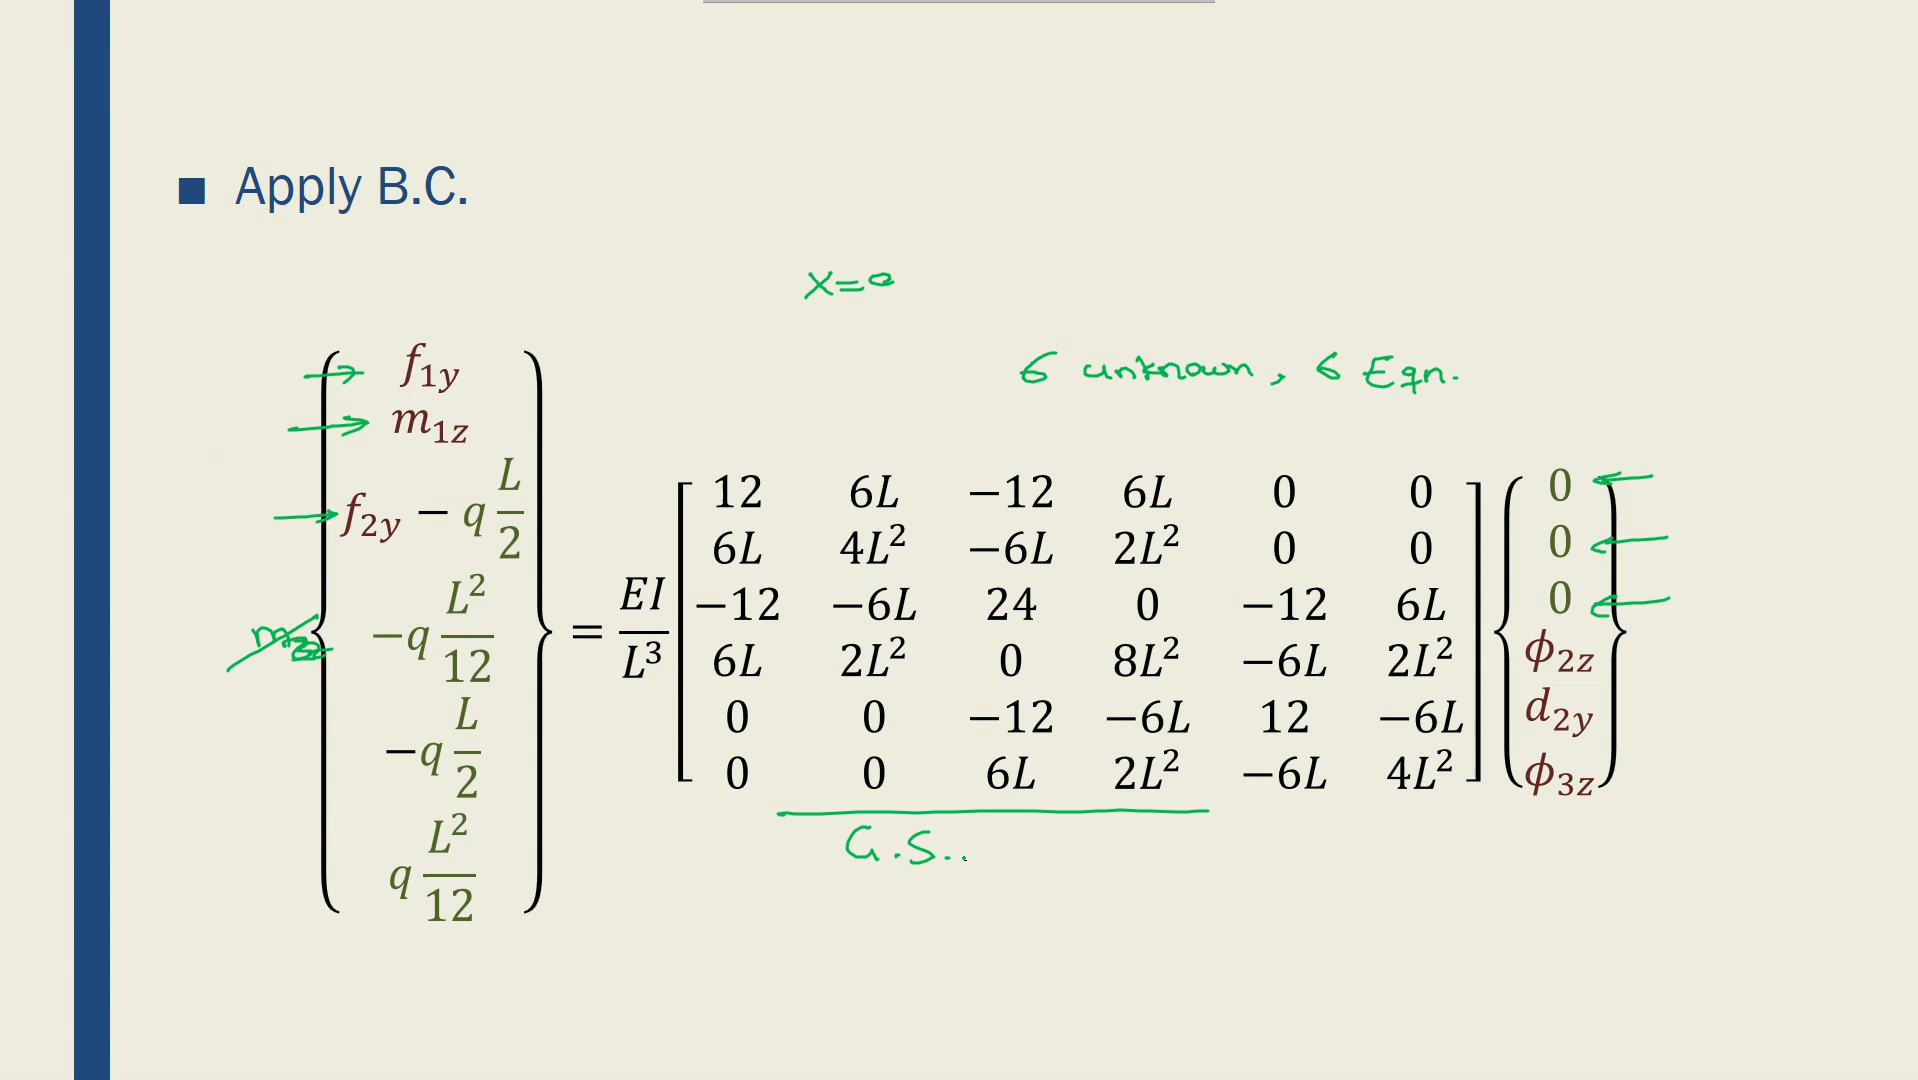 ■ Apply B.C.
x=0
6 unknown, 6 Eqn.
f₁y
m₁z
f₂y − q L/2
−q L²/12
−q L/2
q L²/12
= EI/L³
12 6L −12 6L 0 0
6L 4L² −6L 2L² 0 0
−12 −6L 24 0 −12 6L
6L 2L² 0 8L² −6L 2L²
0 0 −12 −6L 12 −6L
0 0 6L 2L² −6L 4L²
0
0
0
ϕ₂z
d₂y
ϕ₃z
G.S..